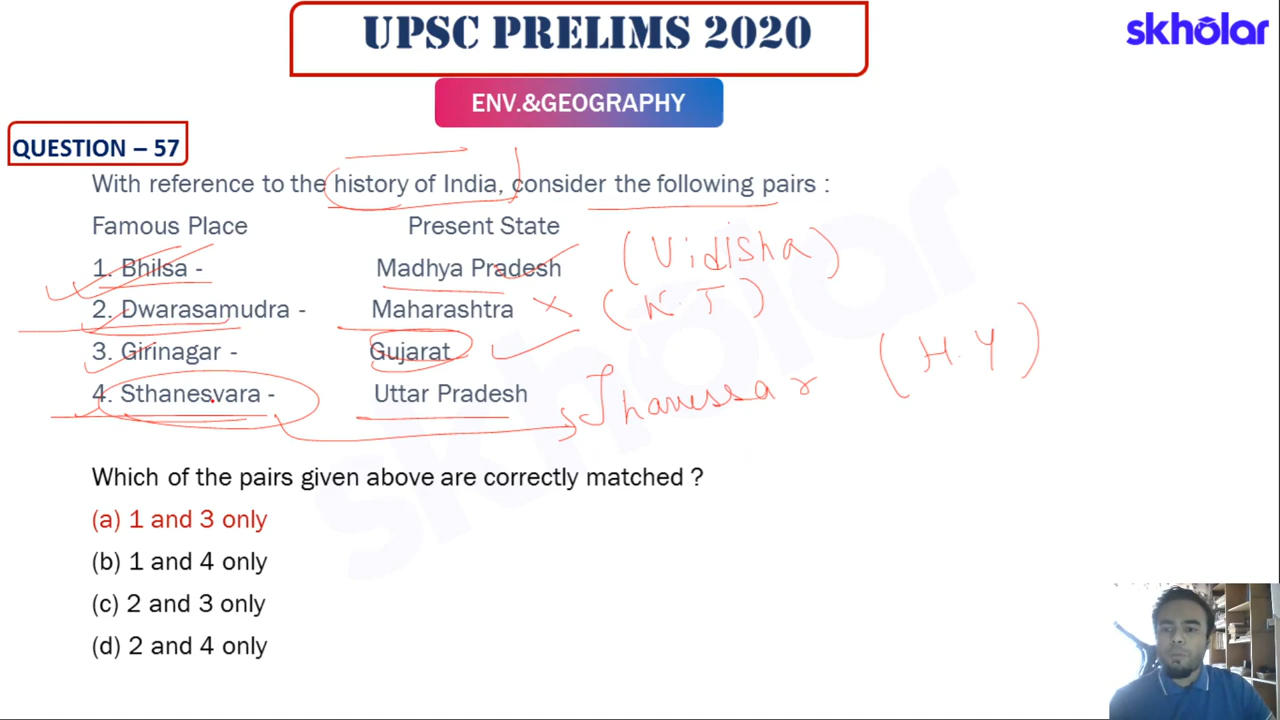 UPSC PRELIMS 2020
skholar
ENV.&GEOGRAPHY
QUESTION – 57
With reference to the history of India, consider the following pairs :
Famous Place Present State
1. Bhilsa - Madhya Pradesh (Vidisha)
2. Dwarasamudra - Maharashtra (K.T)
3. Girinagar - Gujarat (H.Y)
4. Sthanesvara - Uttar Pradesh Thanessar
Which of the pairs given above are correctly matched ?
(a) 1 and 3 only
(b) 1 and 4 only
(c) 2 and 3 only
(d) 2 and 4 only
skholar